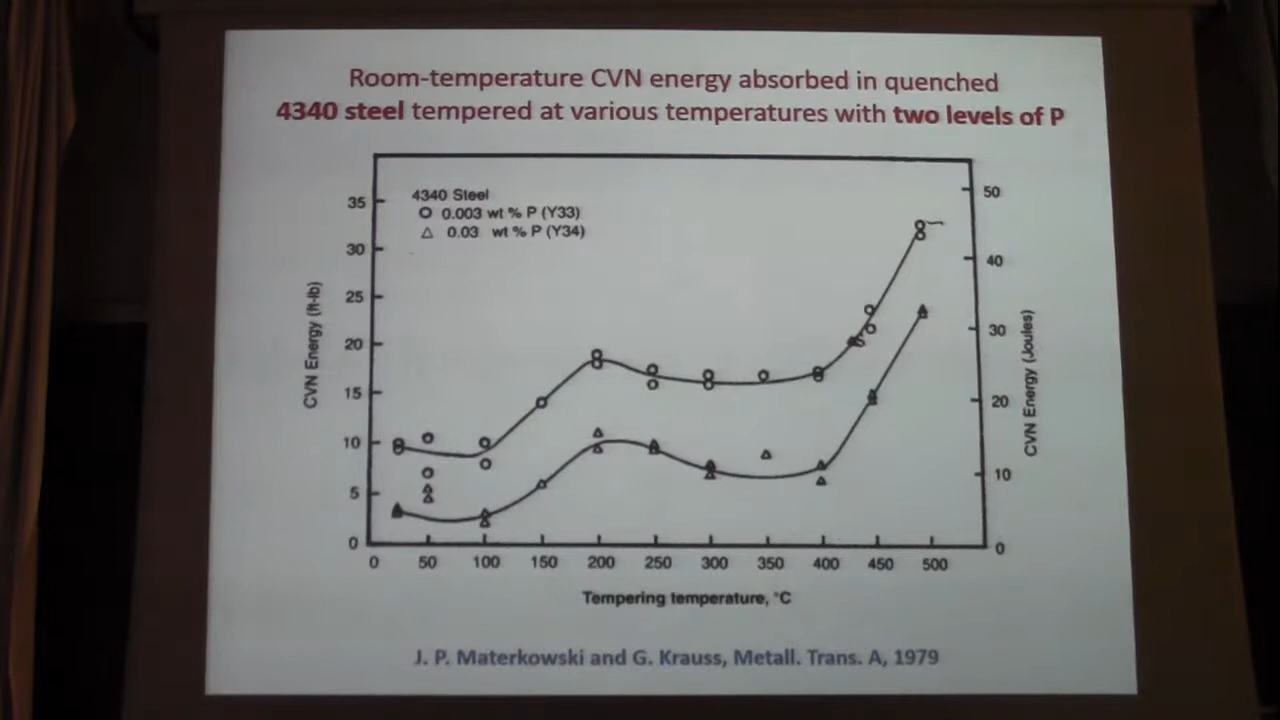 Room-temperature CVN energy absorbed in quenched
4340 steel tempered at various temperatures with two levels of P
4340 Steel
O 0.003 wt % P (Y33)
△ 0.03 wt % P (Y34)
CVN Energy (ft-lb)
35
30
25
20
15
10
5
0
50
40
30
20
10
0
CVN Energy (Joules)
0 50 100 150 200 250 300 350 400 450 500
Tempering temperature, °C
J. P. Materkowski and G. Krauss, Metall. Trans. A, 1979